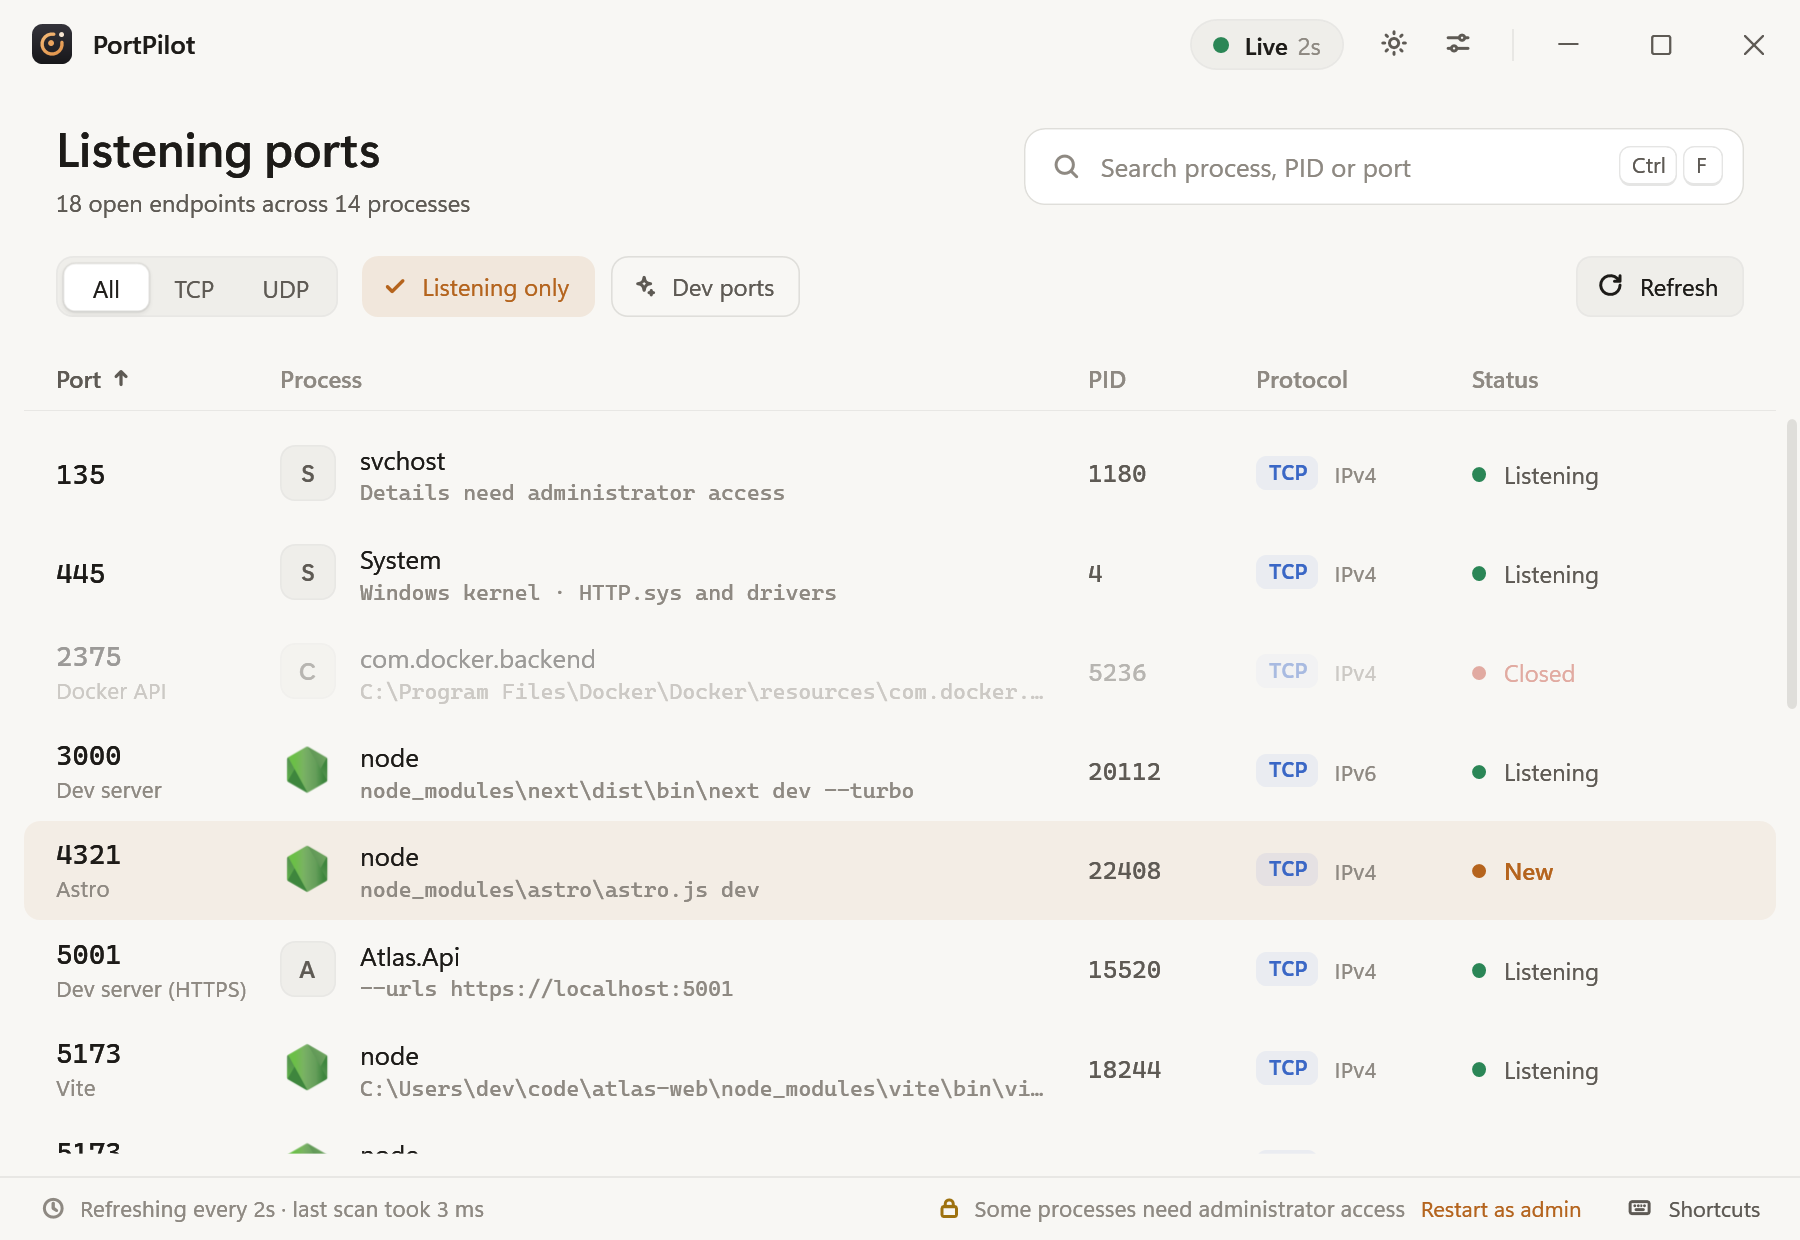 PortPilot
Live 2s
Listening ports
18 open endpoints across 14 processes
Search process, PID or port
Ctrl F
All TCP UDP Listening only Dev ports Refresh
Port Process PID Protocol Status
135 S svchost 1180 TCP IPv4 Listening
Details need administrator access
445 S System 4 TCP IPv4 Listening
Windows kernel · HTTP.sys and drivers
2375 C com.docker.backend 5236 TCP IPv4 Closed
Docker API C:\Program Files\Docker\Docker\resources\com.docker.…
3000 node 20112 TCP IPv6 Listening
Dev server node_modules\next\dist\bin\next dev --turbo
4321 node 22408 TCP IPv4 New
Astro node_modules\astro\astro.js dev
5001 A Atlas.Api 15520 TCP IPv4 Listening
Dev server (HTTPS) --urls https://localhost:5001
5173 node 18244 TCP IPv4 Listening
Vite C:\Users\dev\code\atlas-web\node_modules\vite\bin\vi…
5173 node
Refreshing every 2s · last scan took 3 ms
Some processes need administrator access Restart as admin Shortcuts